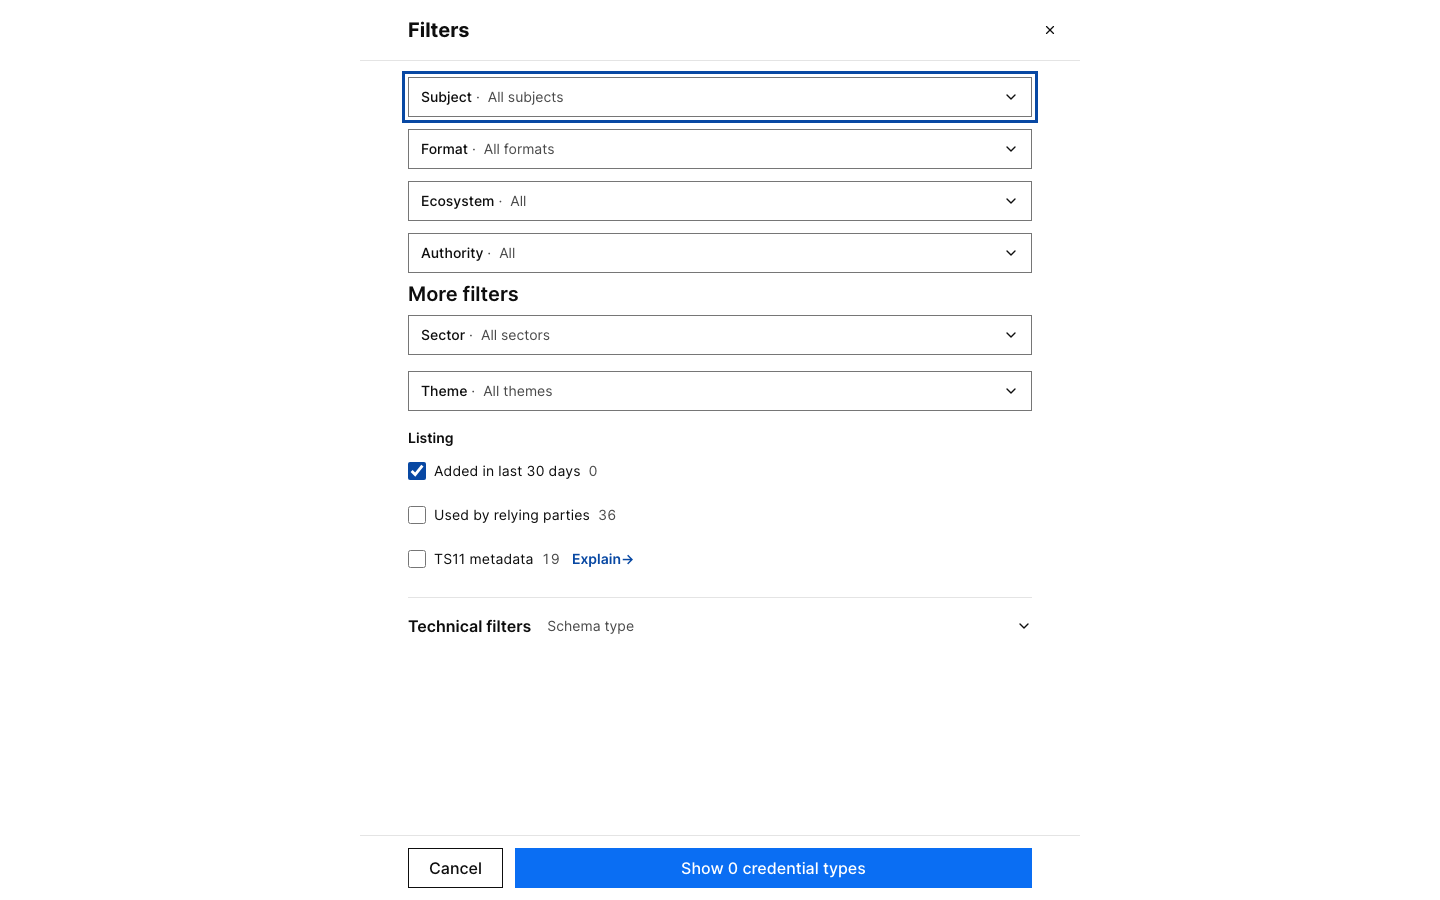 Filters
Subject · All subjects
Format · All formats
Ecosystem · All
Authority · All
More filters
Sector · All sectors
Theme · All themes
Listing
Added in last 30 days 0
Used by relying parties 36
TS11 metadata 19 Explain→
Technical filters Schema type
Cancel Show 0 credential types